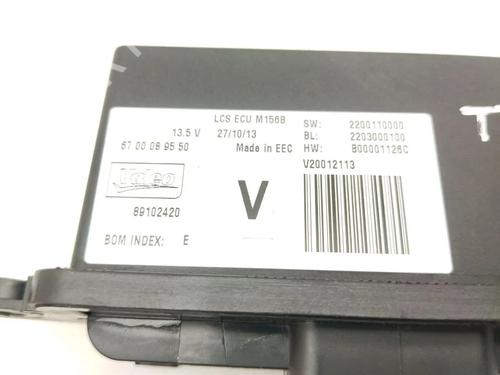 LCS ECU M156B
SW: 2200110000
13.5 V 27/10/13 BL: 2203000100
67 00 08 95 50 Made in EEC HW: B00001126C
V20012113
Valeo
89102420
V
BOM INDEX: E